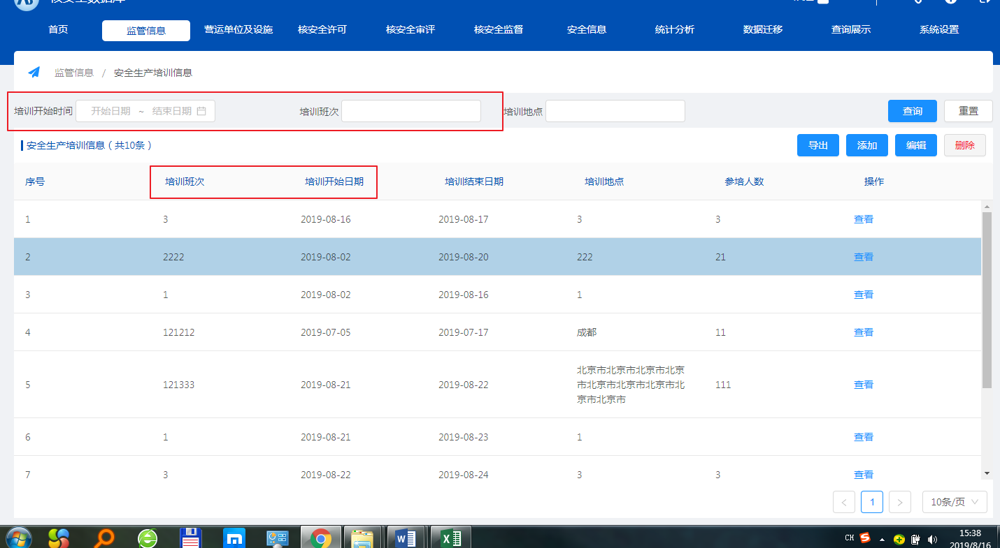 首页 监管信息 营运单位及设施 核安全许可 核安全审评 核安全监督 安全信息 统计分析 数据迁移 查询展示 系统设置
监管信息 / 安全生产培训信息
培训开始时间 开始日期 ~ 结束日期 培训班次 培训地点 查询 重置
安全生产培训信息（共10条） 导出 添加 编辑 删除
序号 培训班次 培训开始日期 培训结束日期 培训地点 参培人数 操作
1 3 2019-08-16 2019-08-17 3 3 查看
2 2222 2019-08-02 2019-08-20 222 21 查看
3 1 2019-08-02 2019-08-16 1 查看
4 121212 2019-07-05 2019-07-17 成都 11 查看
北京市北京市北京市北京
5 121333 2019-08-21 2019-08-22 市北京市北京市北京市北 111 查看
京市北京市
6 1 2019-08-21 2019-08-23 1 查看
7 3 2019-08-22 2019-08-24 3 3 查看
< 1 > 10条/页
CH 15:38
2019/8/16